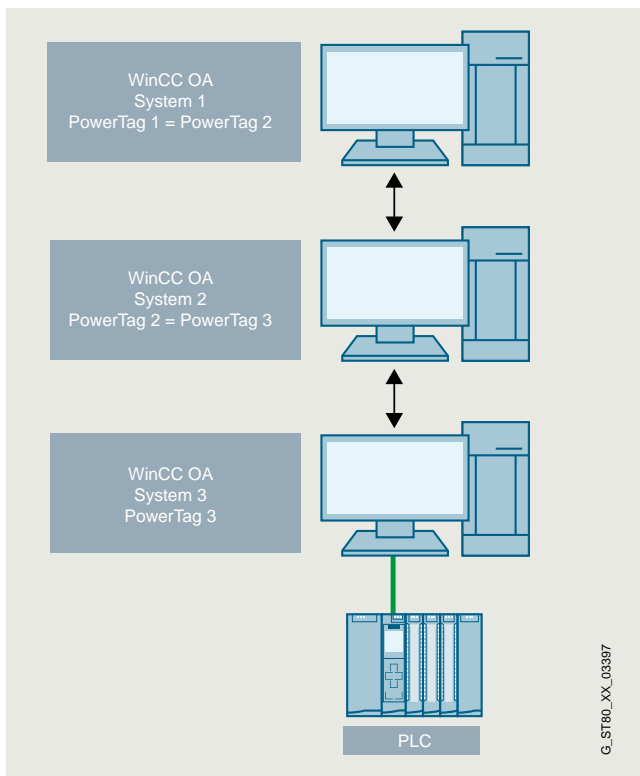 WinCC OA
System 1
PowerTag 1 = PowerTag 2
WinCC OA
System 2
PowerTag 2 = PowerTag 3
WinCC OA
System 3
PowerTag 3
PLC
G_ST80_XX_03397